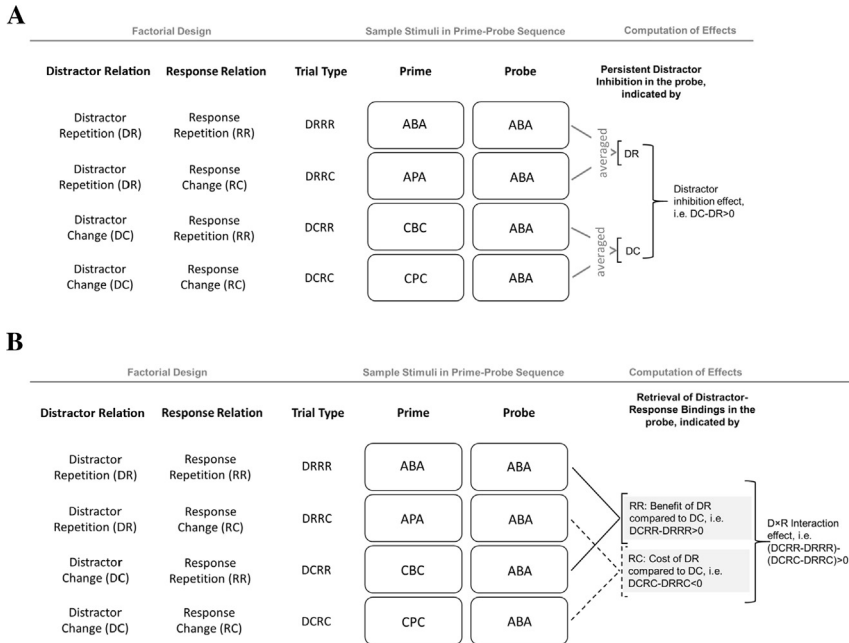 A
Factorial Design Sample Stimuli in Prime-Probe Sequence Computation of Effects
Distractor Relation Response Relation Trial Type Prime Probe
Persistent Distractor
Inhibition in the probe,
indicated by
Distractor
Repetition (DR)
Response
Repetition (RR)
DRRR
ABA
ABA
Distractor
Repetition (DR)
Response
Change (RC)
DRRC
APA
ABA
averaged
DR
Distractor
Change (DC)
Response
Repetition (RR)
DCRR
CBC
ABA
Distractor
Change (DC)
Response
Change (RC)
DCRC
CPC
ABA
averaged
DC
Distractor
inhibition effect,
i.e. DC-DR>0
B
Factorial Design Sample Stimuli in Prime-Probe Sequence Computation of Effects
Distractor Relation Response Relation Trial Type Prime Probe
Retrieval of Distractor-
Response Bindings in the
probe, indicated by
Distractor
Repetition (DR)
Response
Repetition (RR)
DRRR
ABA
ABA
Distractor
Repetition (DR)
Response
Change (RC)
DRRC
APA
ABA
Distractor
Change (DC)
Response
Repetition (RR)
DCRR
CBC
ABA
Distractor
Change (DC)
Response
Change (RC)
DCRC
CPC
ABA
RR: Benefit of DR
compared to DC, i.e.
DCRR-DRRR>0
RC: Cost of DR
compared to DC, i.e.
DCRC-DRRC<0
D×R Interaction
effect, i.e.
(DCRR-DRRR)-
(DCRC-DRRC)>0